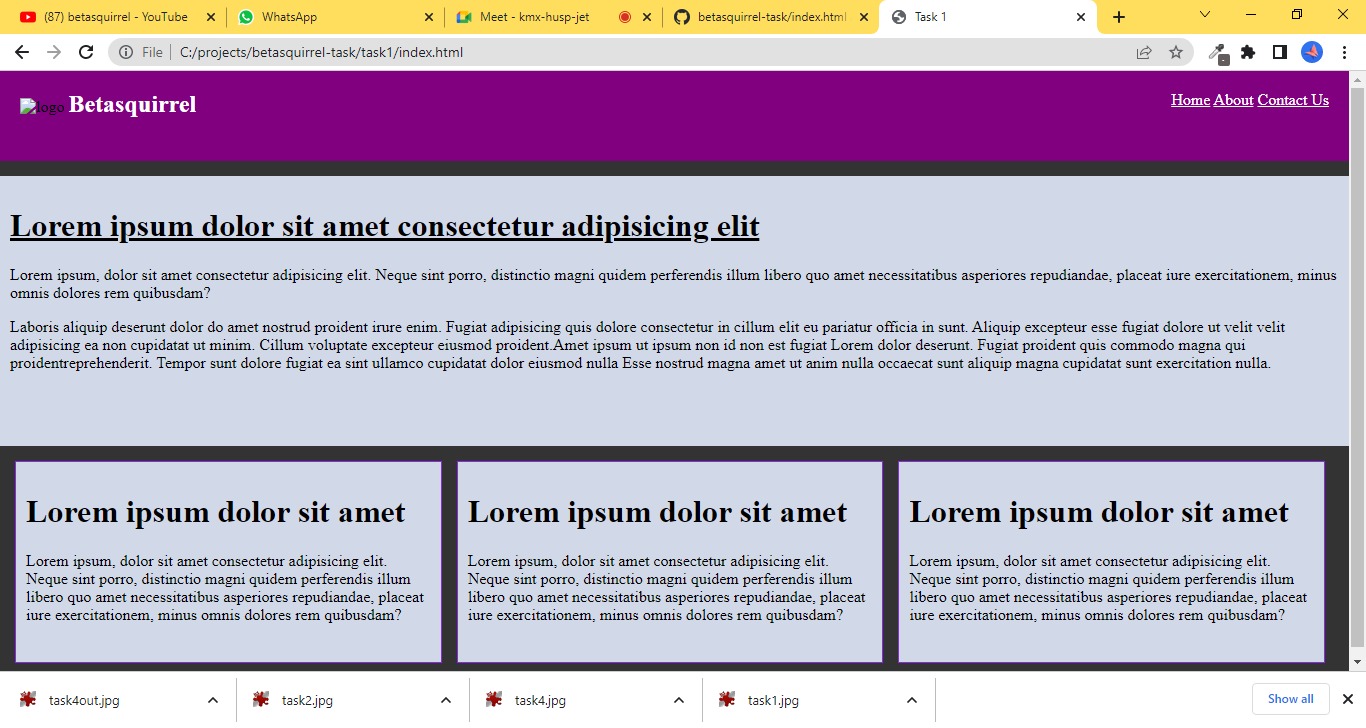 (87) betasquirrel - YouTube
WhatsApp
Meet - kmx-husp-jet
betasquirrel-task/index.html
Task 1
File
C:/projects/betasquirrel-task/task1/index.html
logo Betasquirrel
Home About Contact Us
Lorem ipsum dolor sit amet consectetur adipisicing elit
Lorem ipsum, dolor sit amet consectetur adipisicing elit. Neque sint porro, distinctio magni quidem perferendis illum libero quo amet necessitatibus asperiores repudiandae, placeat iure exercitationem, minus
omnis dolores rem quibusdam?
Laboris aliquip deserunt dolor do amet nostrud proident irure enim. Fugiat adipisicing quis dolore consectetur in cillum elit eu pariatur officia in sunt. Aliquip excepteur esse fugiat dolore ut velit velit
adipisicing ea non cupidatat ut minim. Cillum voluptate excepteur eiusmod proident.Amet ipsum ut ipsum non id non est fugiat Lorem dolor deserunt. Fugiat proident quis commodo magna qui
proidentreprehenderit. Tempor sunt dolore fugiat ea sint ullamco cupidatat dolor eiusmod nulla Esse nostrud magna amet ut anim nulla occaecat sunt aliquip magna cupidatat sunt exercitation nulla.
Lorem ipsum dolor sit amet
Lorem ipsum, dolor sit amet consectetur adipisicing elit.
Neque sint porro, distinctio magni quidem perferendis illum
libero quo amet necessitatibus asperiores repudiandae, placeat
iure exercitationem, minus omnis dolores rem quibusdam?
Lorem ipsum dolor sit amet
Lorem ipsum, dolor sit amet consectetur adipisicing elit.
Neque sint porro, distinctio magni quidem perferendis illum
libero quo amet necessitatibus asperiores repudiandae, placeat
iure exercitationem, minus omnis dolores rem quibusdam?
Lorem ipsum dolor sit amet
Lorem ipsum, dolor sit amet consectetur adipisicing elit.
Neque sint porro, distinctio magni quidem perferendis illum
libero quo amet necessitatibus asperiores repudiandae, placeat
iure exercitationem, minus omnis dolores rem quibusdam?
task4out.jpg
task2.jpg
task4.jpg
task1.jpg
Show all